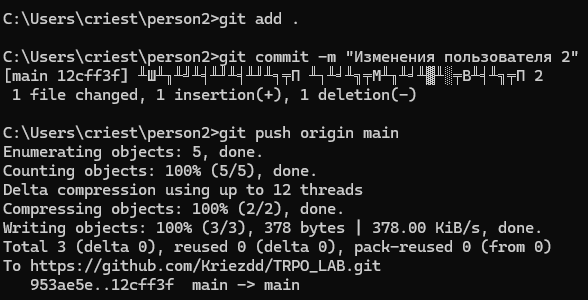 C:\Users\criest\person2>git add .
C:\Users\criest\person2>git commit -m "Изменения пользователя 2"
[main 12cff3f] 2
1 file changed, 1 insertion(+), 1 deletion(-)
C:\Users\criest\person2>git push origin main
Enumerating objects: 5, done.
Counting objects: 100% (5/5), done.
Delta compression using up to 12 threads
Compressing objects: 100% (2/2), done.
Writing objects: 100% (3/3), 378 bytes | 378.00 KiB/s, done.
Total 3 (delta 0), reused 0 (delta 0), pack-reused 0 (from 0)
To https://github.com/Kriezdd/TRPO_LAB.git
953ae5e..12cff3f  main -> main